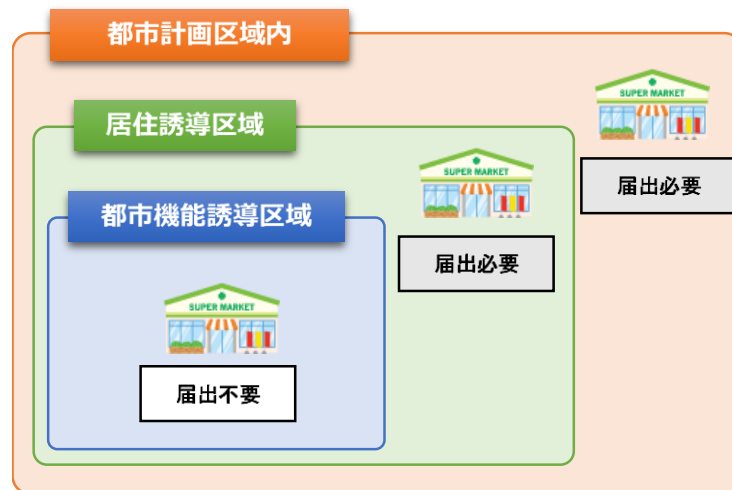 都市計画区域内
SUPER MARKET
届出必要
居住誘導区域
SUPER MARKET
届出必要
都市機能誘導区域
SUPER MARKET
届出不要